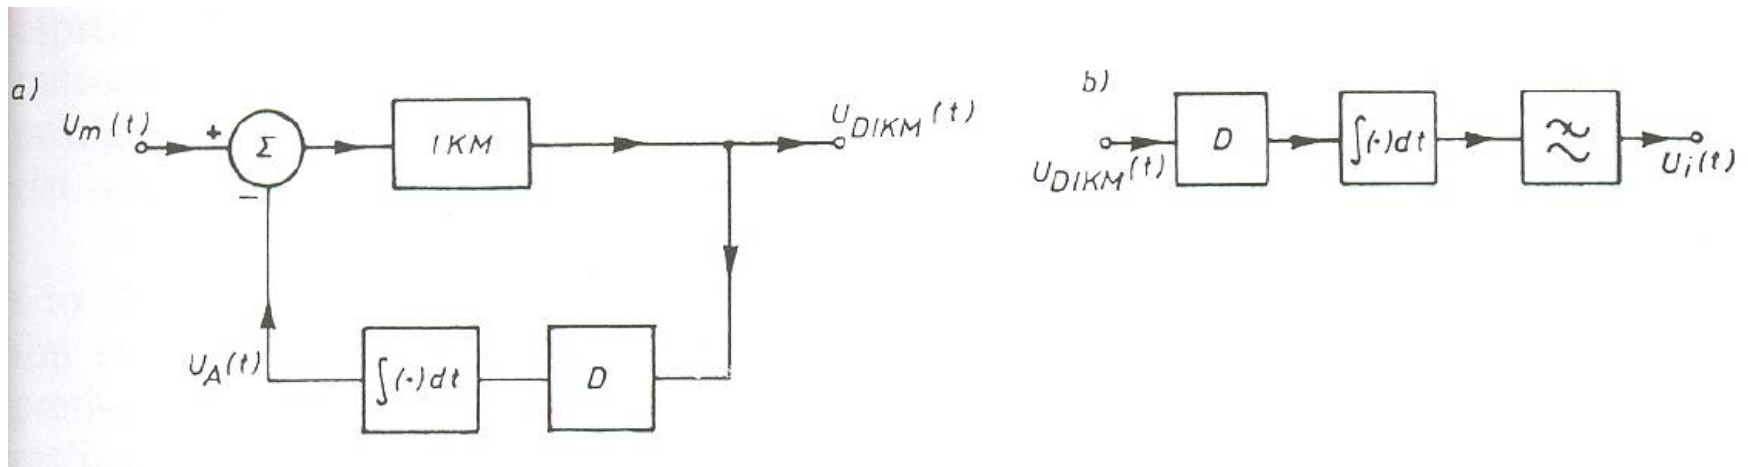 a)
U_m(t)
+
Σ
IKM
U_DIKM(t)
−
U_A(t)
∫(·)dt
D
b)
U_DIKM(t)
D
∫(·)dt
U_i(t)